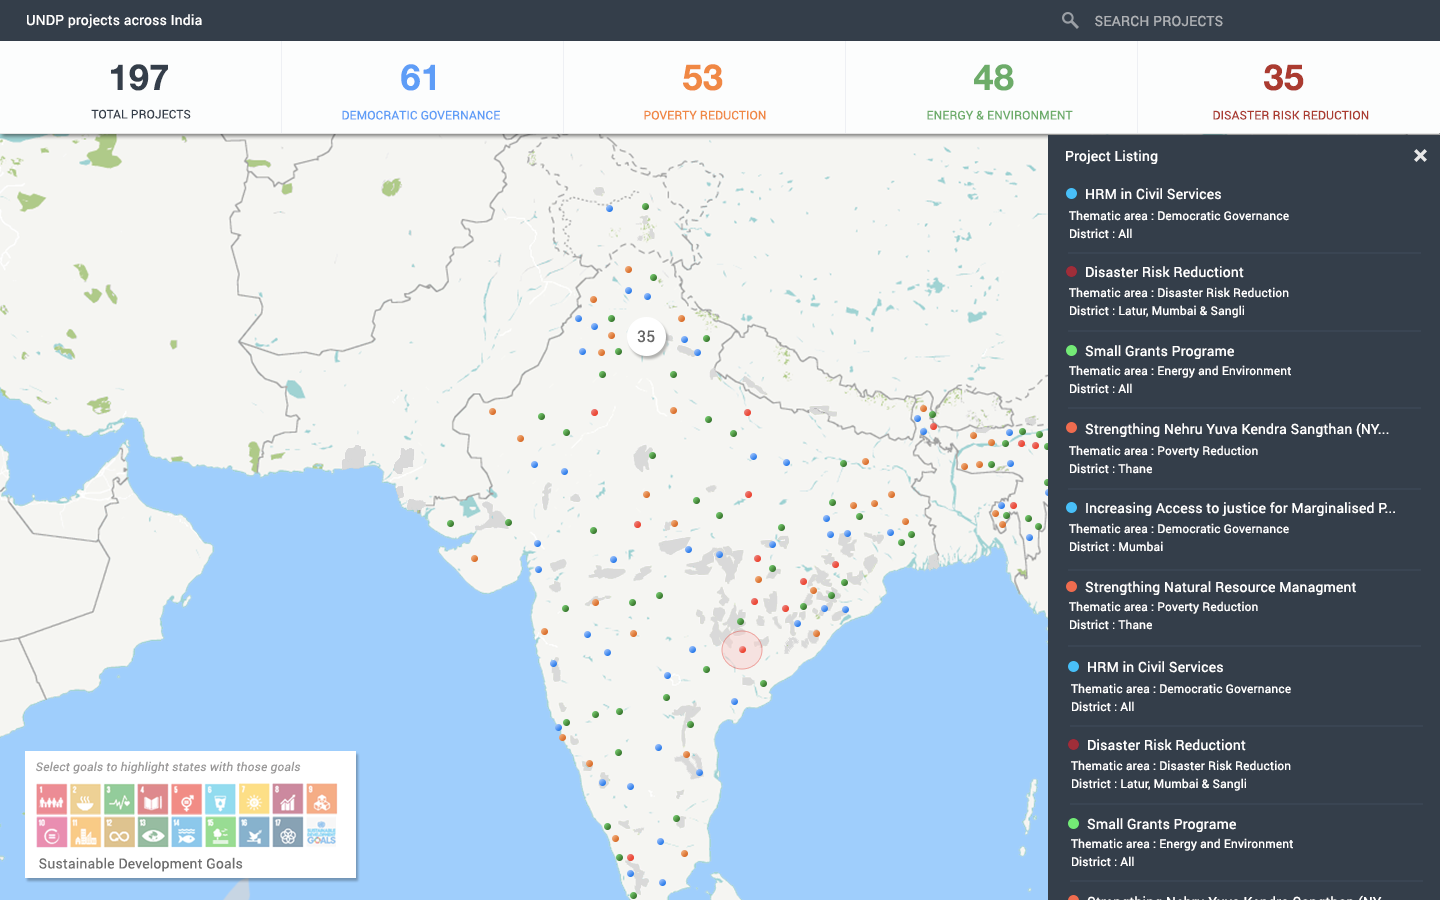 UNDP projects across India
SEARCH PROJECTS
197
TOTAL PROJECTS
61
DEMOCRATIC GOVERNANCE
53
POVERTY REDUCTION
48
ENERGY & ENVIRONMENT
35
DISASTER RISK REDUCTION
35
Select goals to highlight states with those goals
1 2 3 4 5 6 7 8 9
10 11 12 13 14 15 16 17
GOALS
Sustainable Development Goals
Project Listing
HRM in Civil Services
Thematic area : Democratic Governance
District : All
Disaster Risk Reductiont
Thematic area : Disaster Risk Reduction
District : Latur, Mumbai & Sangli
Small Grants Programe
Thematic area : Energy and Environment
District : All
Strengthing Nehru Yuva Kendra Sangthan (NY...
Thematic area : Poverty Reduction
District : Thane
Increasing Access to justice for Marginalised P...
Thematic area : Democratic Governance
District : Mumbai
Strengthing Natural Resource Managment
Thematic area : Poverty Reduction
District : Thane
HRM in Civil Services
Thematic area : Democratic Governance
District : All
Disaster Risk Reductiont
Thematic area : Disaster Risk Reduction
District : Latur, Mumbai & Sangli
Small Grants Programe
Thematic area : Energy and Environment
District : All
Strengthing Nehru Yuva Kendra Sangthan (NY...